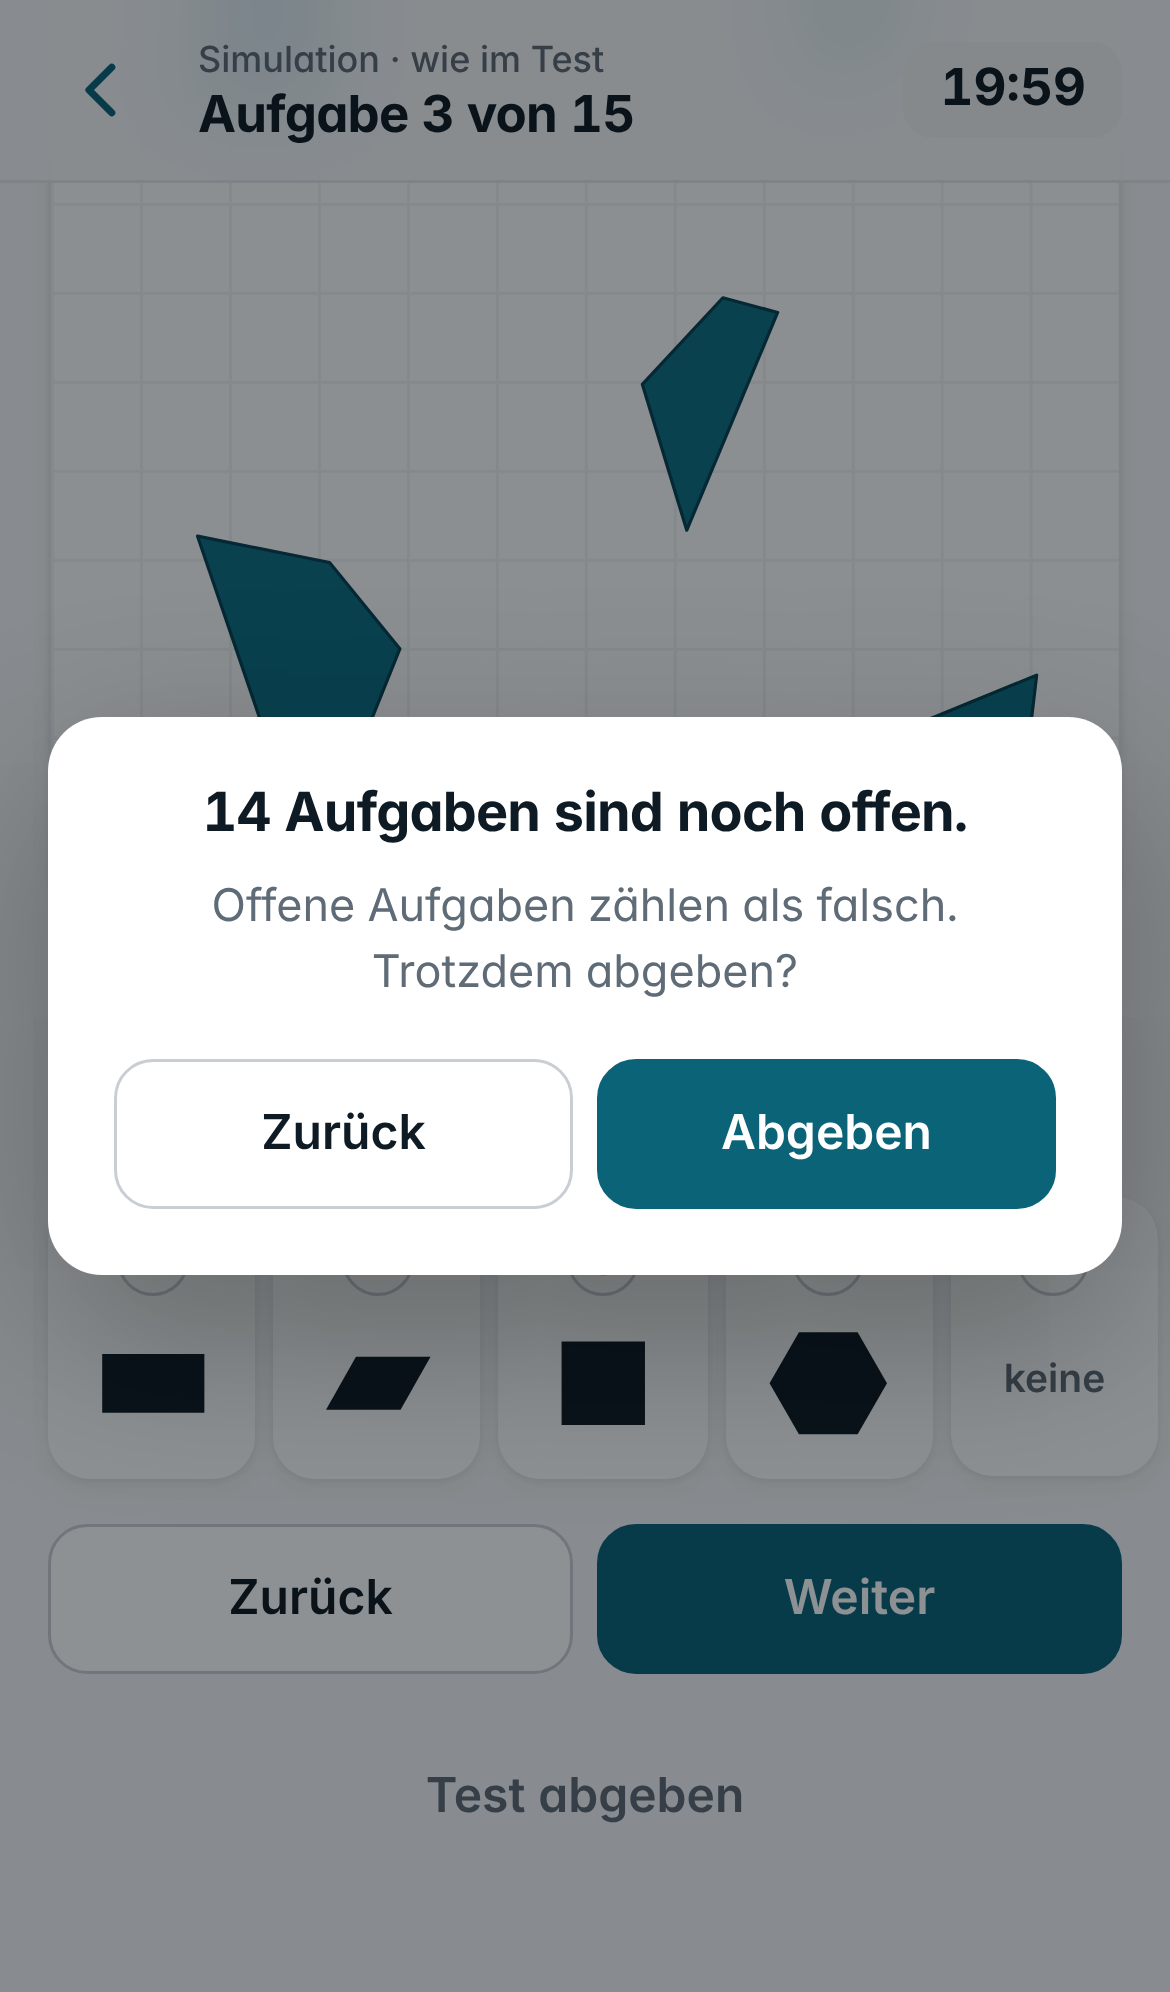 Simulation · wie im Test
Aufgabe 3 von 15
19:59
14 Aufgaben sind noch offen.
Offene Aufgaben zählen als falsch.
Trotzdem abgeben?
Zurück
Abgeben
keine
Zurück
Weiter
Test abgeben